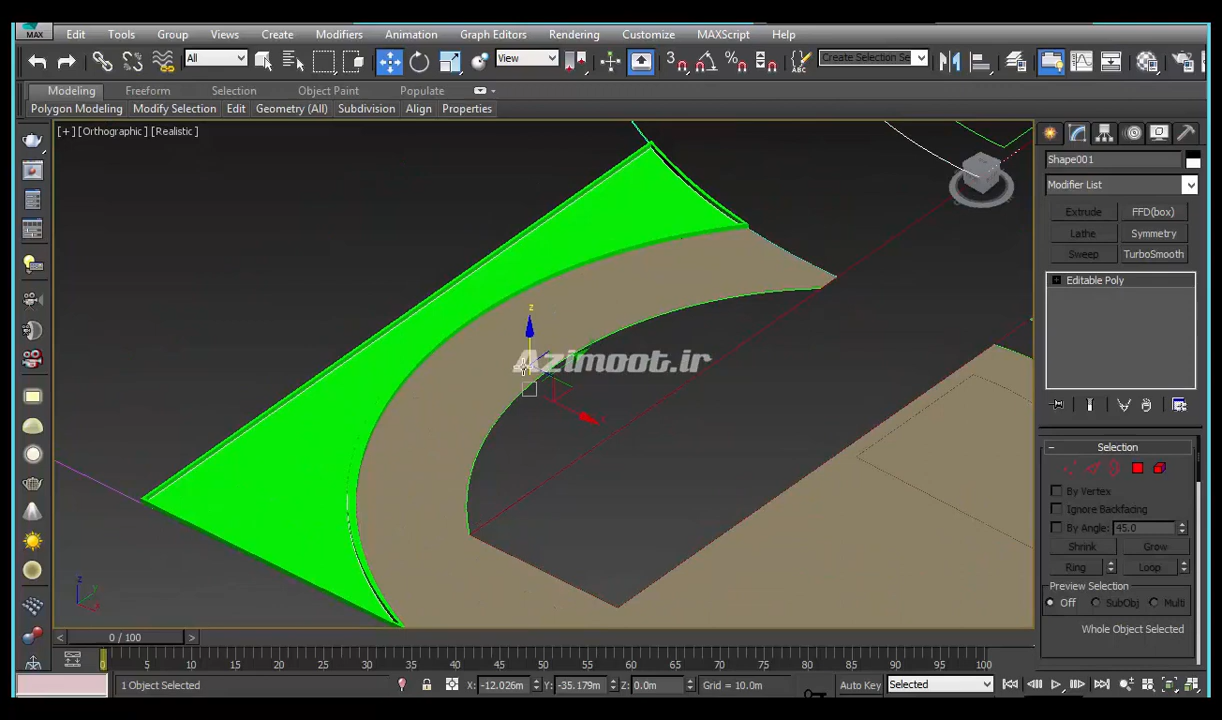 MAX Edit Tools Group Views Create Modifiers Animation Graph Editors Rendering Customize MAXScript Help
All View Create Selection Se
Modeling Freeform Selection Object Paint Populate
Polygon Modeling Modify Selection Edit Geometry (All) Subdivision Align Properties
[+] [Orthographic] [Realistic]
Shape001
Modifier List
Extrude FFD(box)
Lathe Symmetry
Sweep TurboSmooth
Editable Poly
z
Azimoot.ir
Selection
By Vertex
Ignore Backfacing
By Angle: 45.0
Shrink Grow
Ring Loop
Preview Selection
Off SubObj Multi
Whole Object Selected
0 / 100
0 5 10 15 20 25 30 35 40 45 50 55 60 65 70 75 80 85 90 95 100
1 Object Selected X: -12.026m Y: -35.179m Z: 0.0m Grid = 10.0m Auto Key Selected